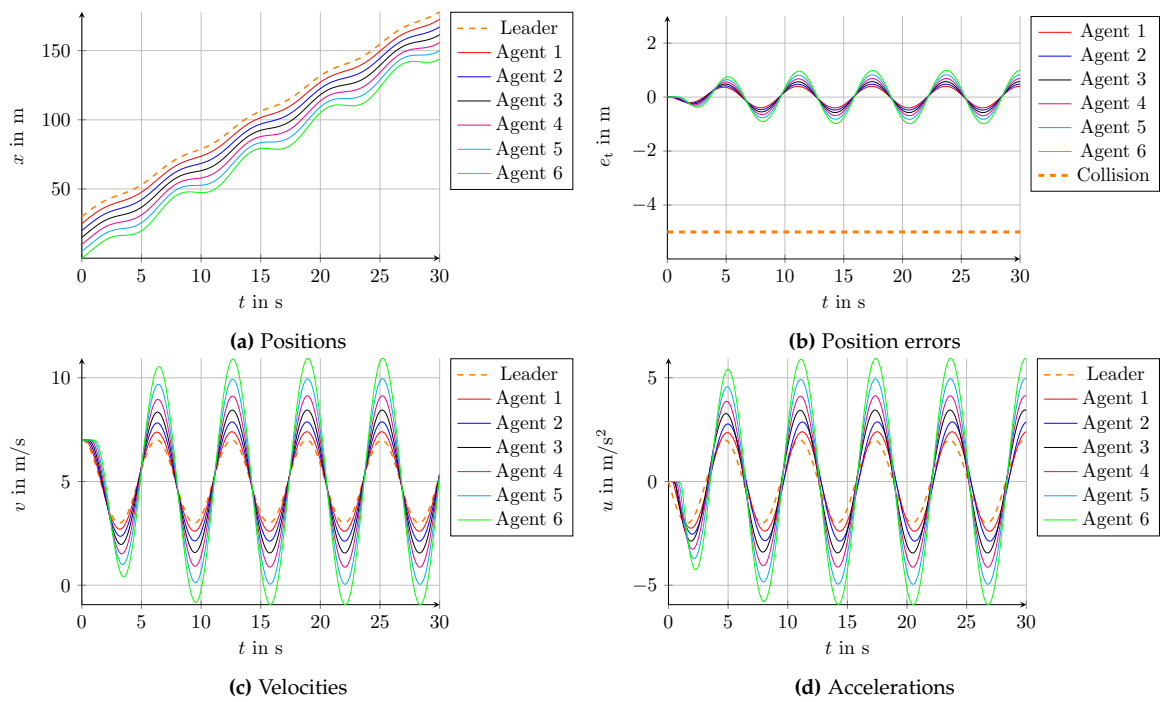 150
100
50
0
5
10
15
20
25
30
x in m
t in s
Leader
Agent 1
Agent 2
Agent 3
Agent 4
Agent 5
Agent 6
(a) Positions
2
0
−2
−4
0
5
10
15
20
25
30
e_t in m
t in s
Agent 1
Agent 2
Agent 3
Agent 4
Agent 5
Agent 6
Collision
(b) Position errors
10
5
0
0
5
10
15
20
25
30
v in m/s
t in s
Leader
Agent 1
Agent 2
Agent 3
Agent 4
Agent 5
Agent 6
(c) Velocities
5
0
−5
0
5
10
15
20
25
30
u in m/s²
t in s
Leader
Agent 1
Agent 2
Agent 3
Agent 4
Agent 5
Agent 6
(d) Accelerations